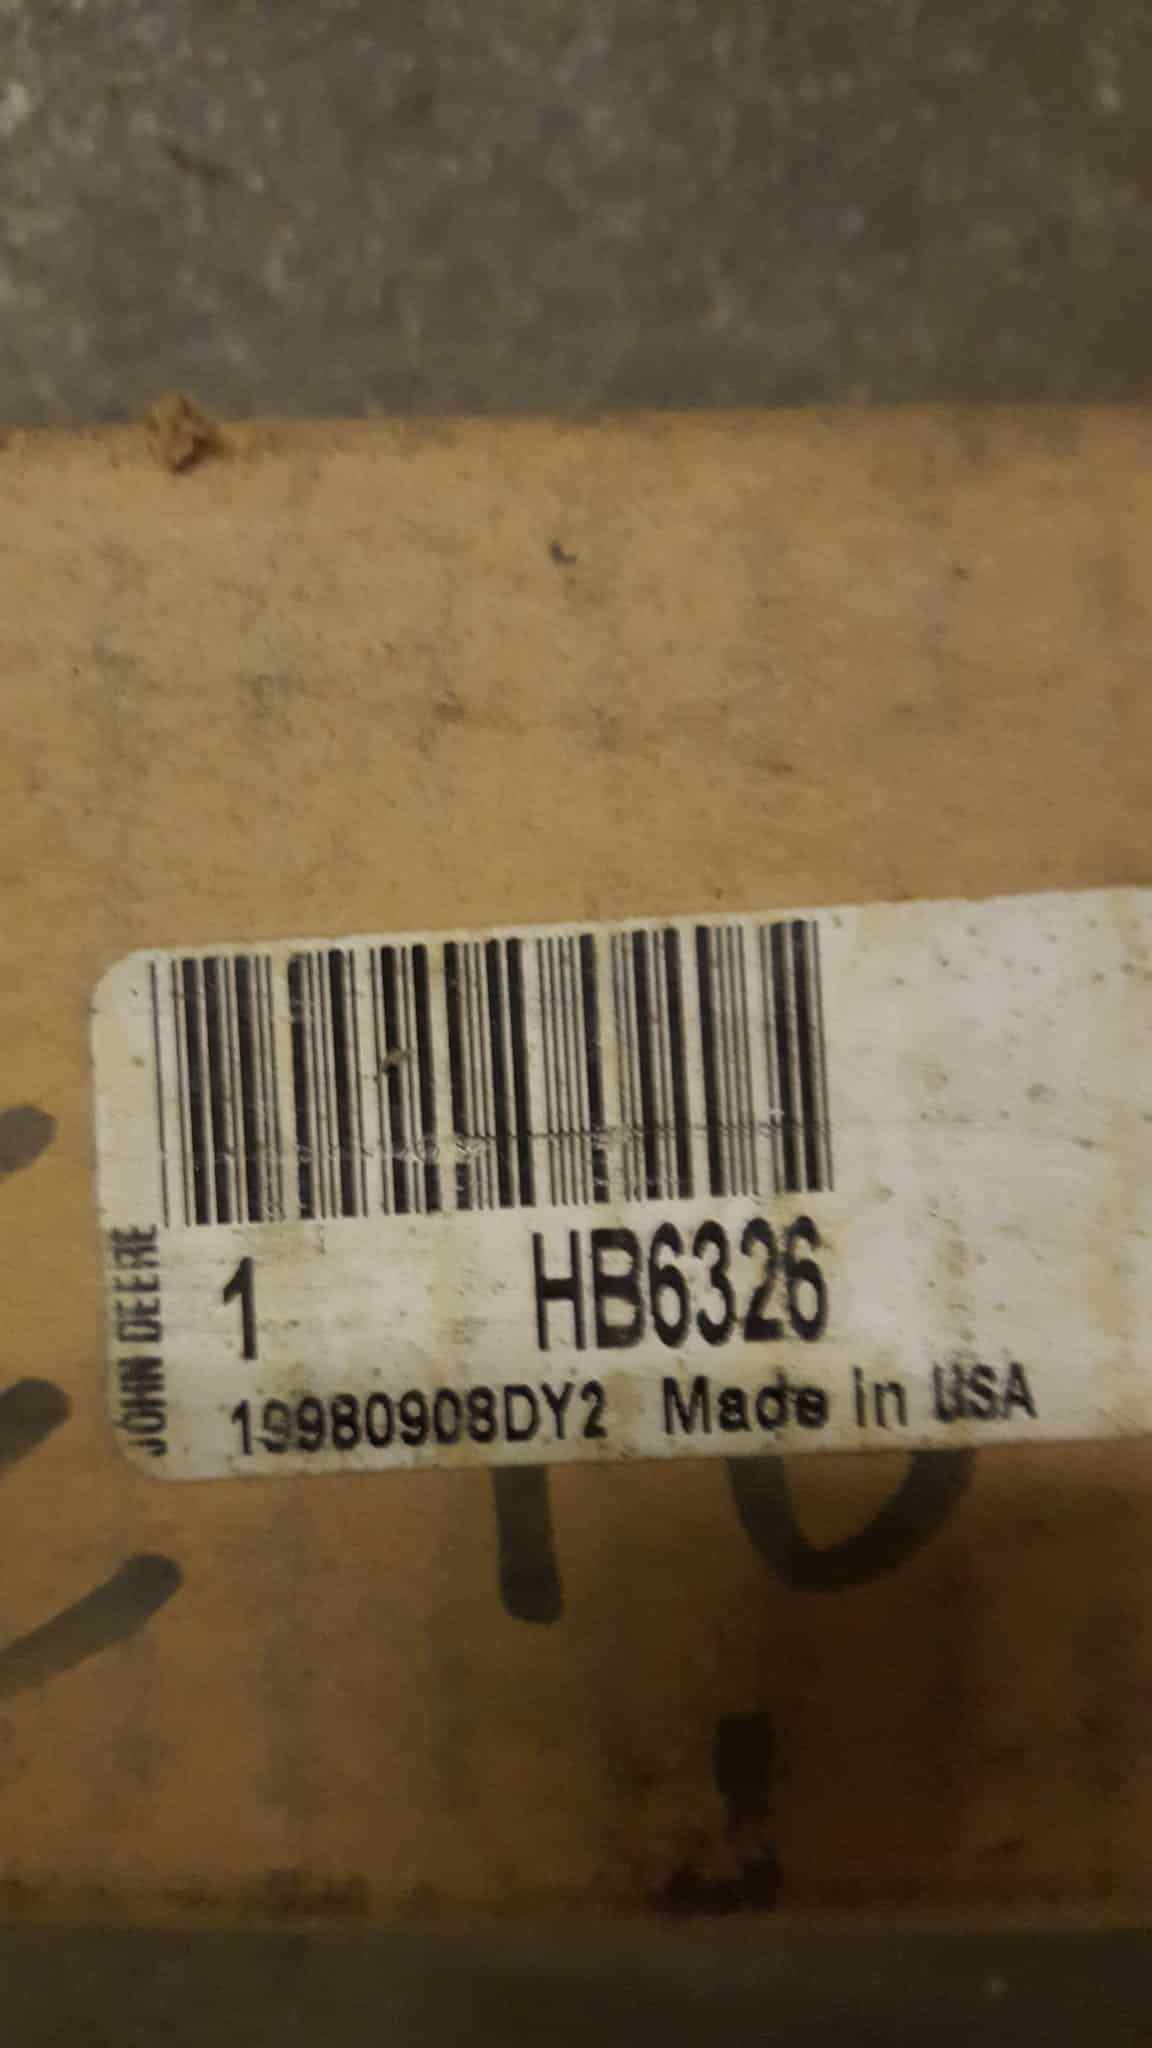 JOHN DEERE
1 HB6326
19980908DY2 Made in USA